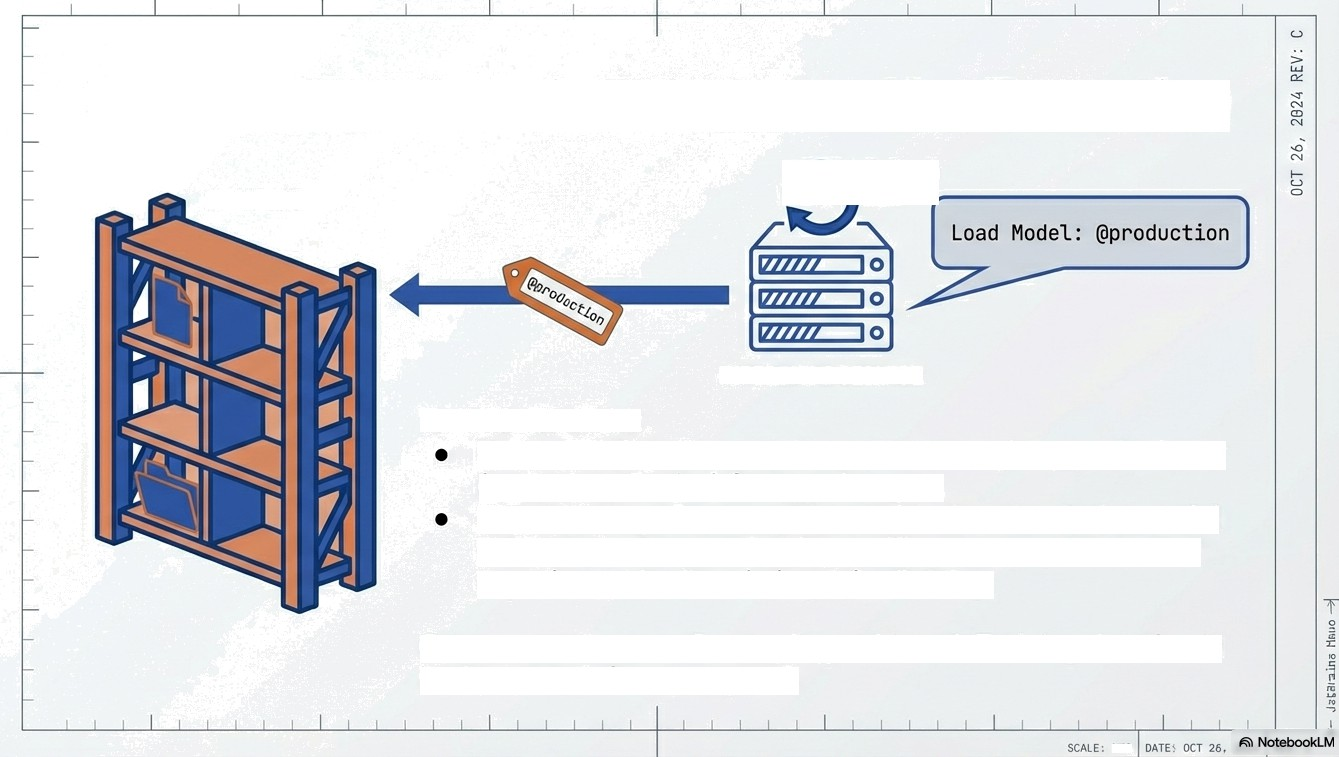 OCT 26, 2024 REV: C
Load Model: @production
@production
SCALE:
DATE: OCT 26,
NotebookLM